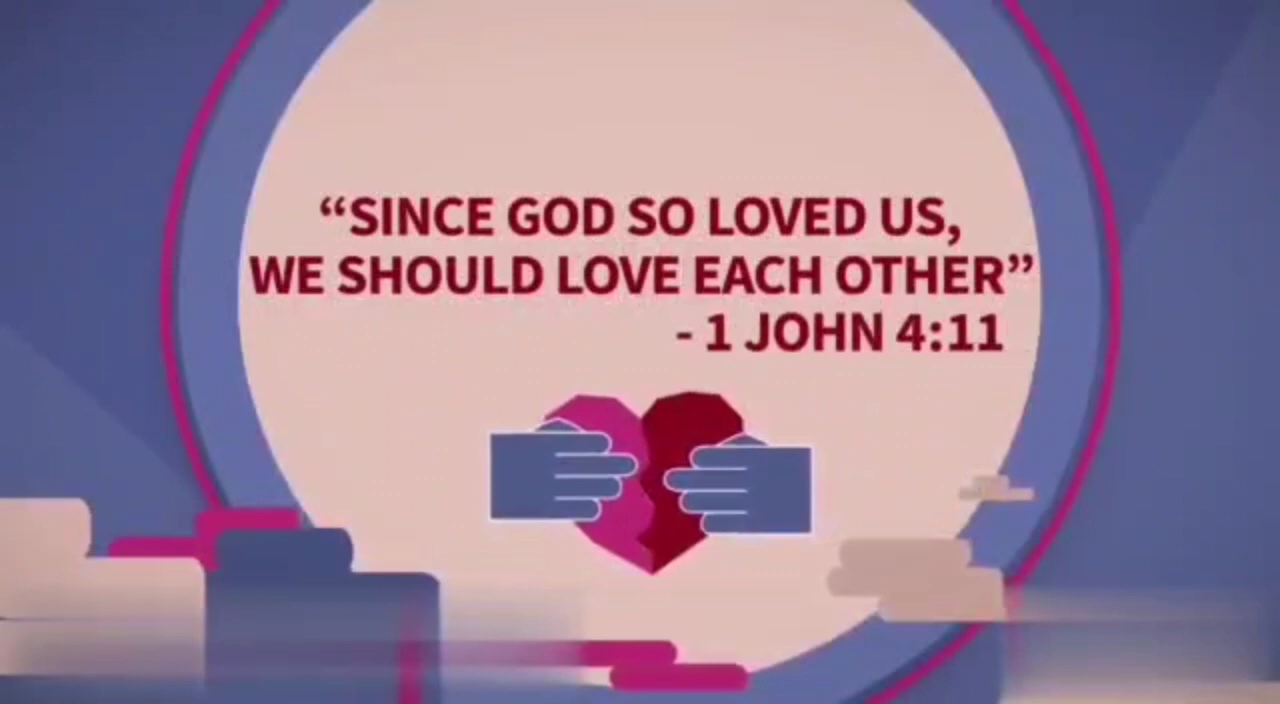 “SINCE GOD SO LOVED US,
WE SHOULD LOVE EACH OTHER”
- 1 JOHN 4:11